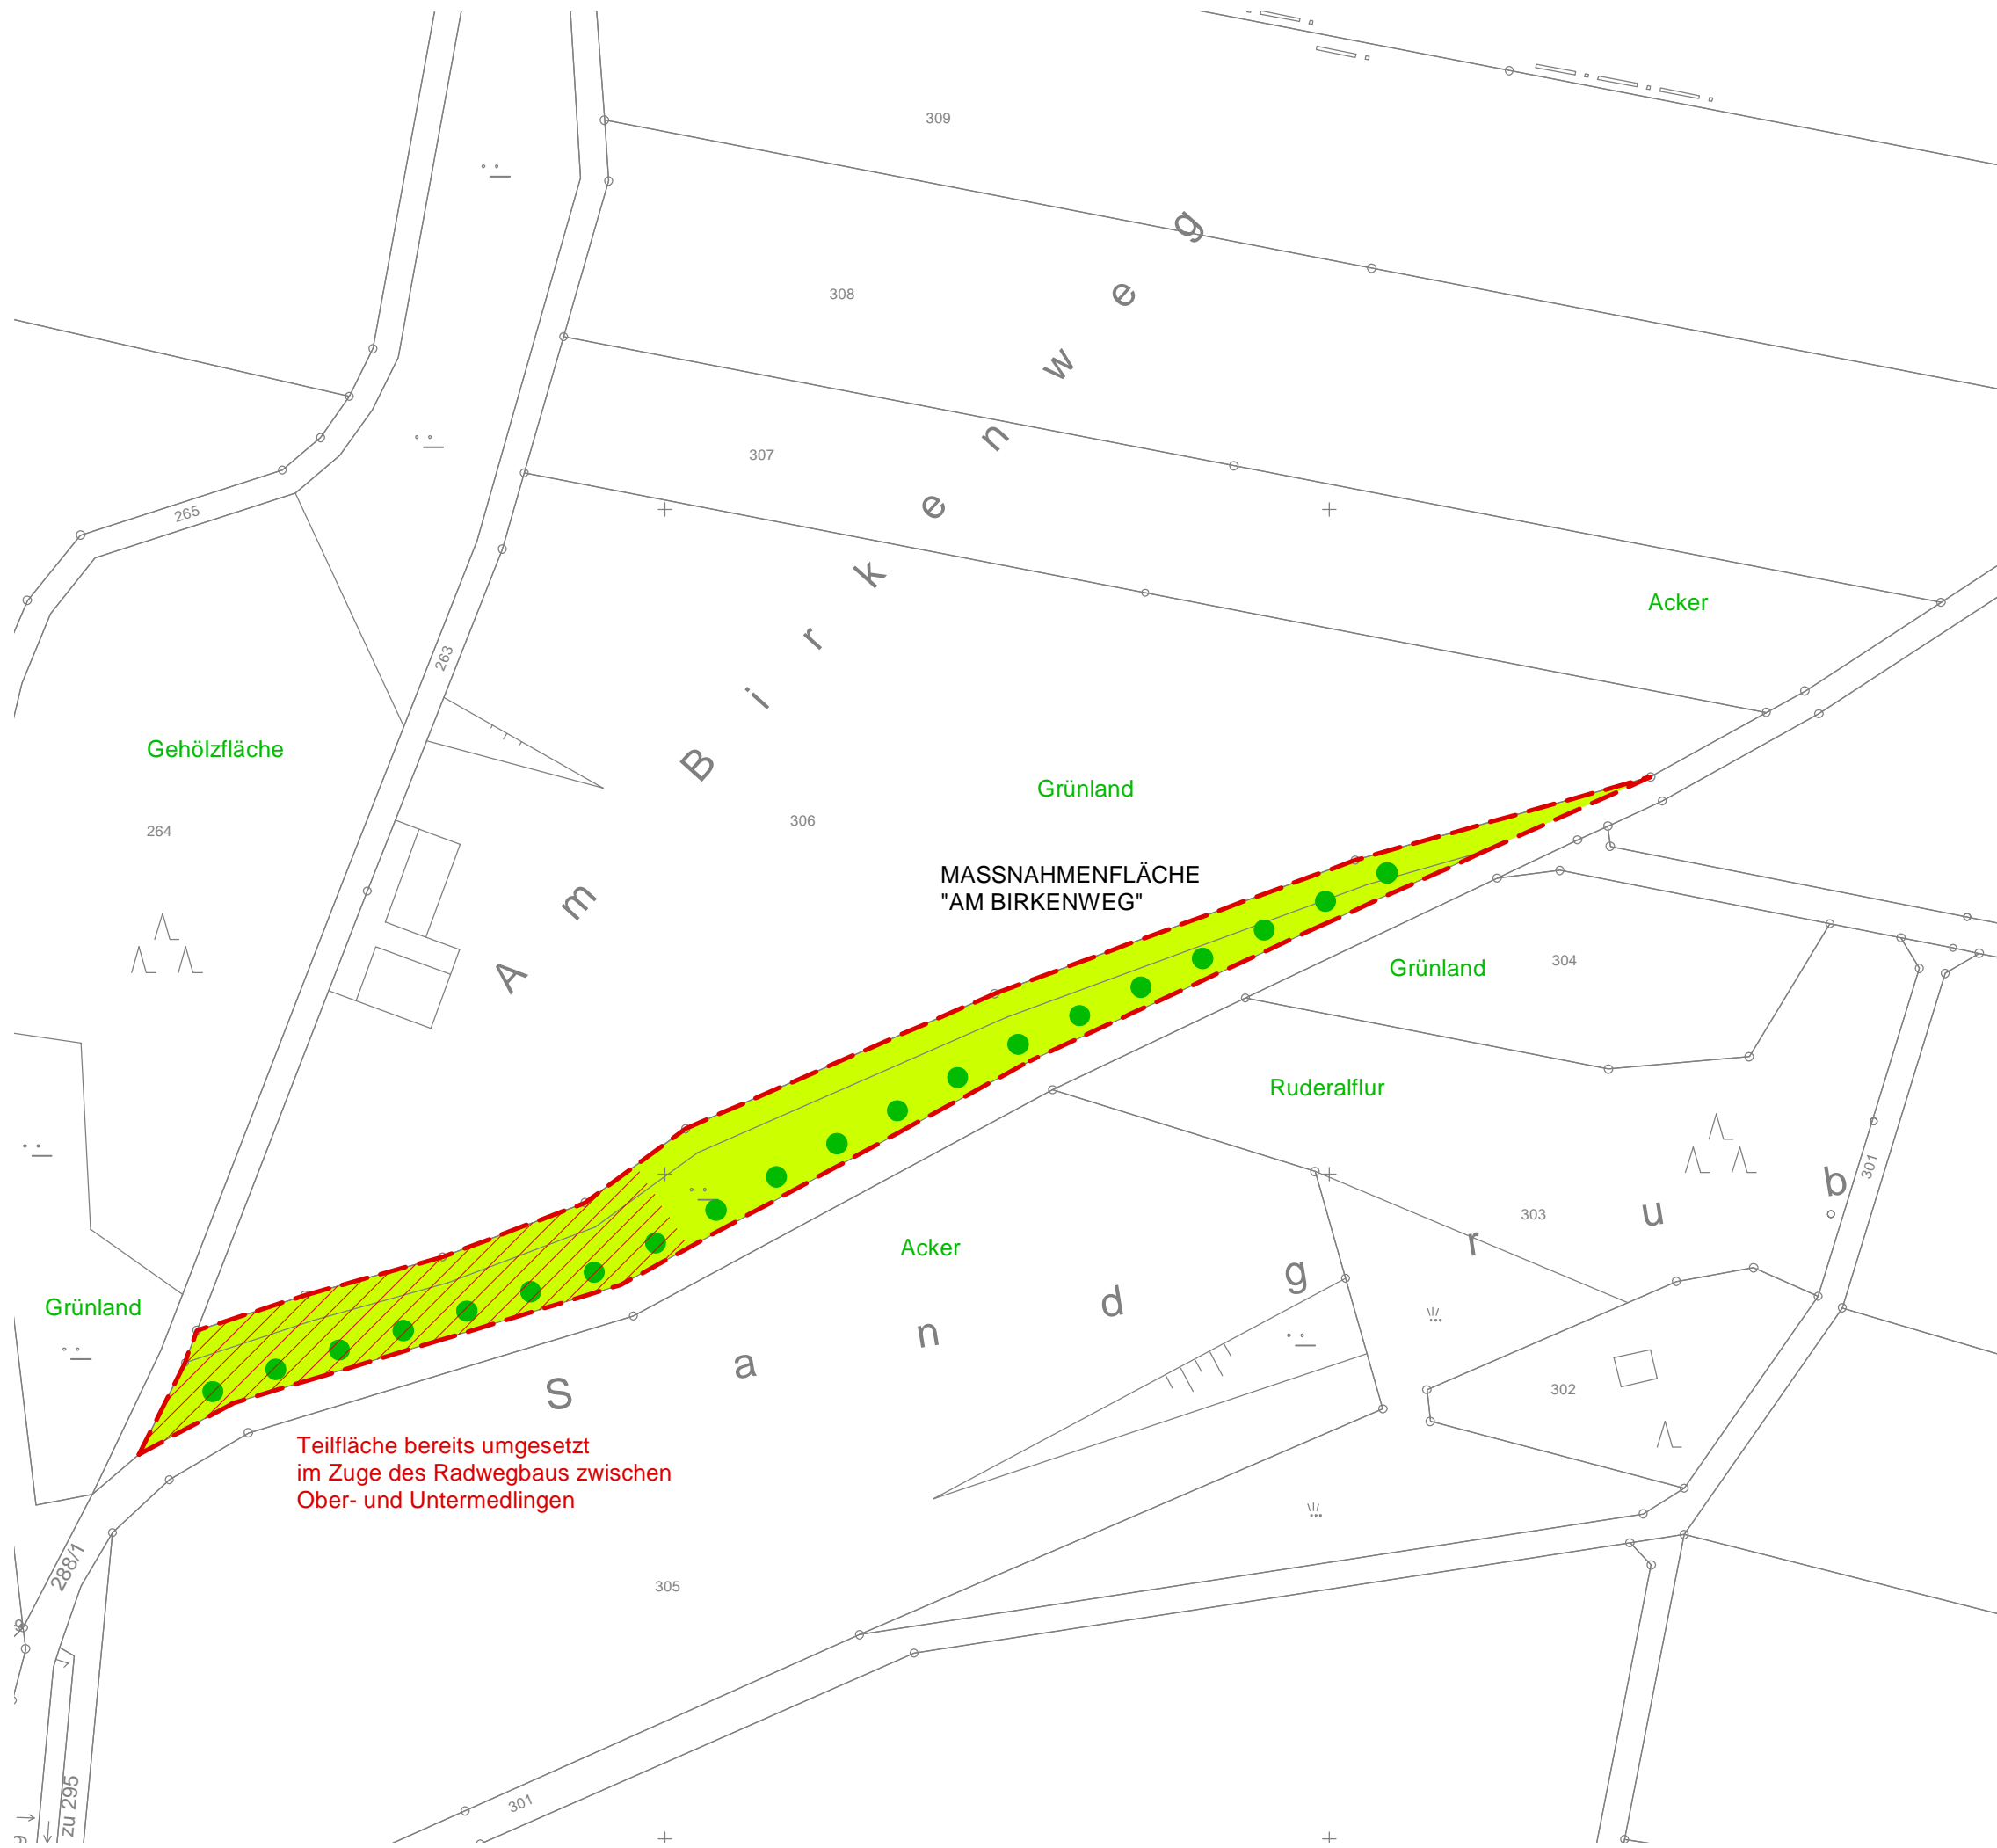 309
308
307
265
Acker
263
Gehölzfläche
Grünland
306
264
MASSNAHMENFLÄCHE
"AM BIRKENWEG"
Am Birkenweg
Grünland
304
Ruderalflur
301
303
Acker
Sandgrub
Grünland
302
Teilfläche bereits umgesetzt
im Zuge des Radwegbaus zwischen
Ober- und Untermedlingen
288/1
305
zu 295
301